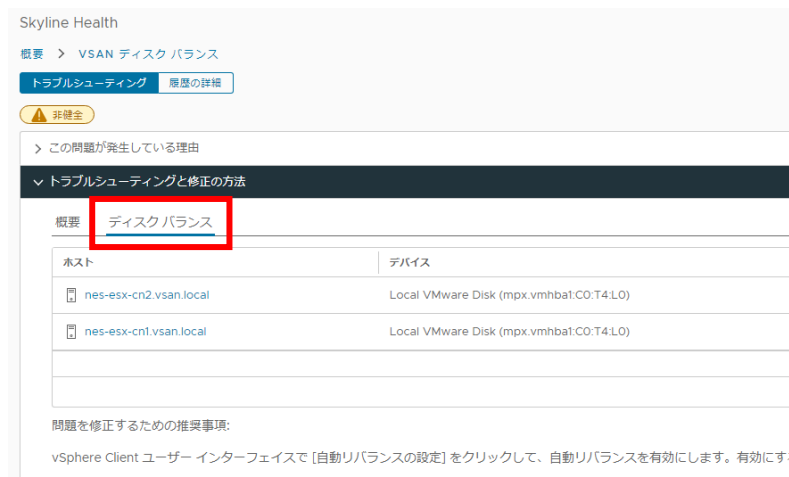 Skyline Health
概要 > VSAN ディスク バランス
トラブルシューティング 履歴の詳細
非健全
この問題が発生している理由
トラブルシューティングと修正の方法
概要 ディスク バランス
ホスト デバイス
nes-esx-cn2.vsan.local Local VMware Disk (mpx.vmhba1:C0:T4:L0)
nes-esx-cn1.vsan.local Local VMware Disk (mpx.vmhba1:C0:T4:L0)
問題を修正するための推奨事項:
vSphere Client ユーザー インターフェイスで [自動リバランスの設定] をクリックして、自動リバランスを有効にします。有効にす